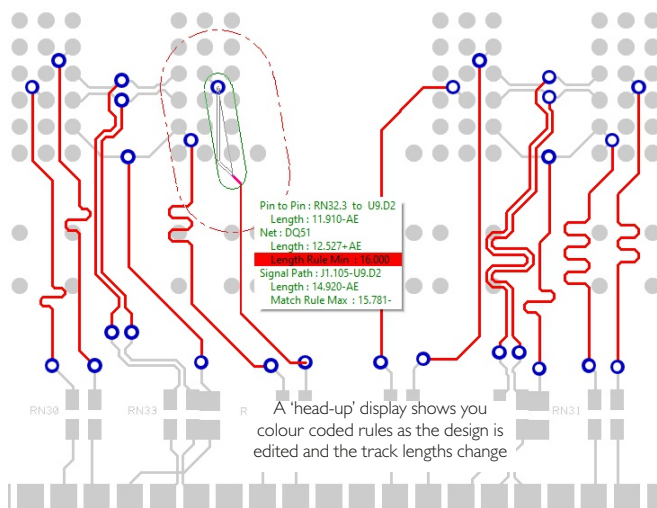 Pin to Pin : RN32.3 to U9.D2
Length : 11.910-AE
Net : DQ51
Length : 12.527+AE
Length Rule Min : 16.000
Signal Path : J1.105-U9.D2
Length : 14.920-AE
Match Rule Max : 15.781-
RN30
RN33
R
RN31
A ‘head-up’ display shows you
colour coded rules as the design is
edited and the track lengths change